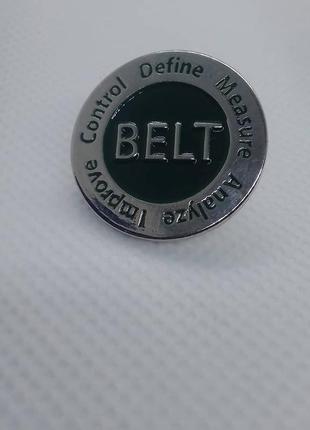 Define Measure Analyze Improve Control
BELT